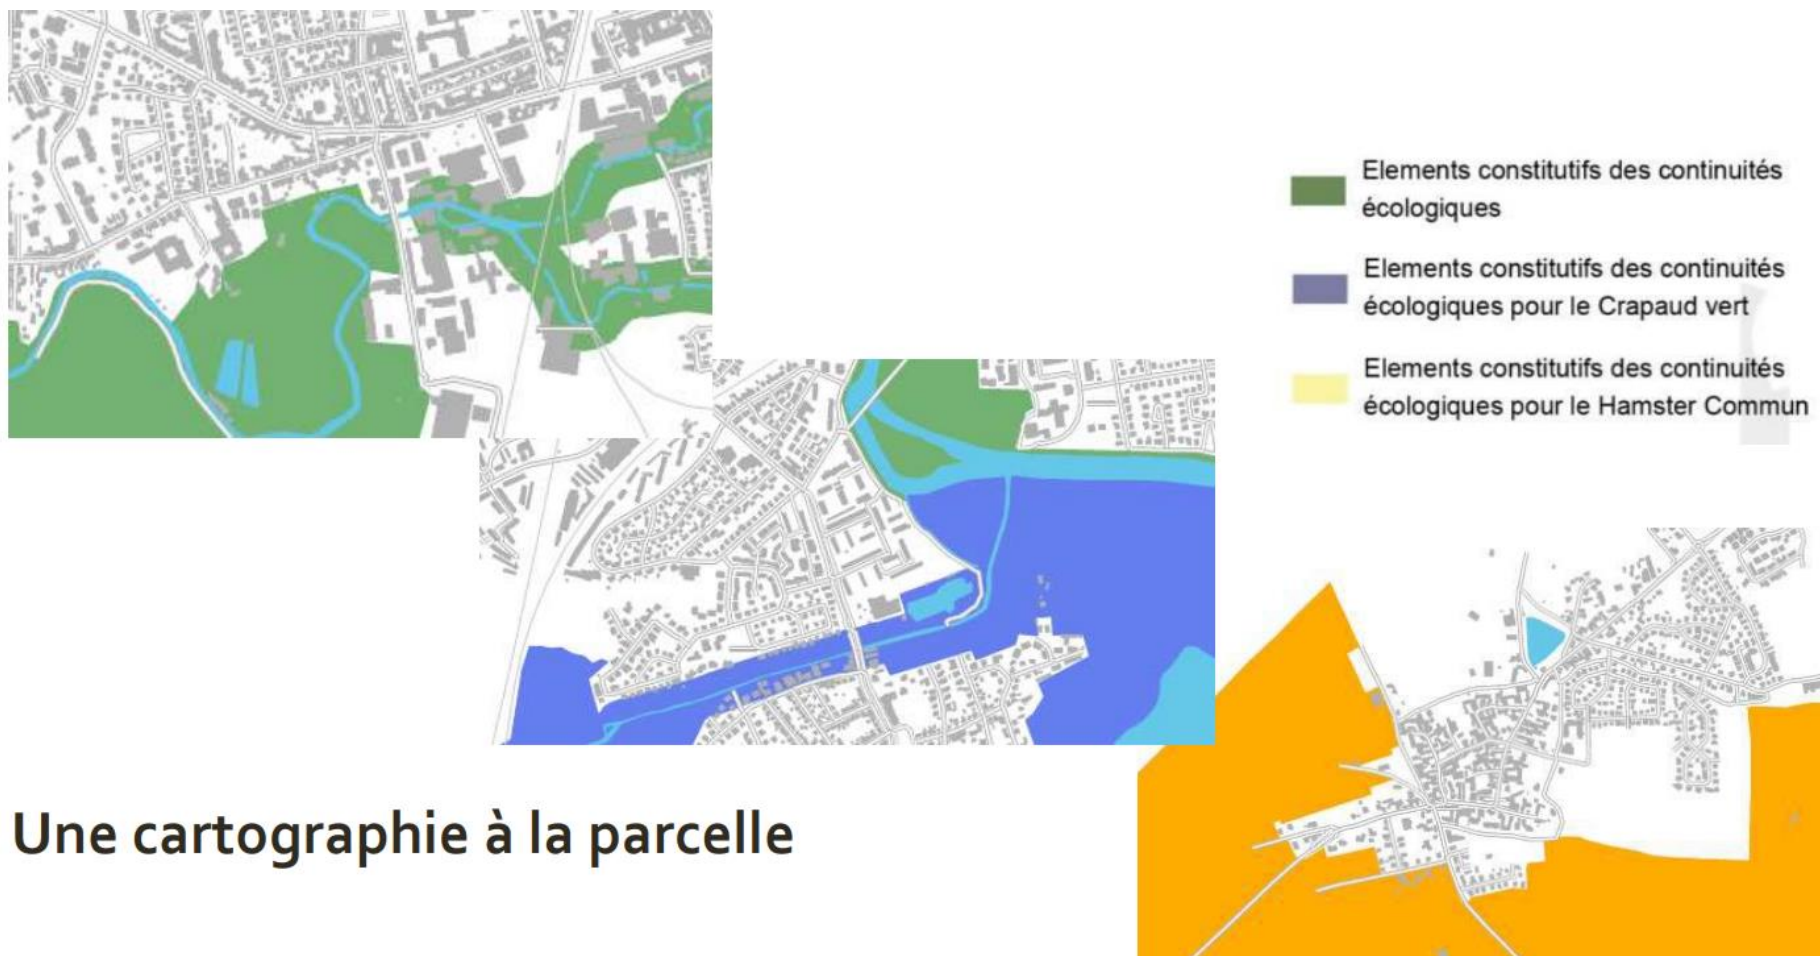 Elements constitutifs des continuités
écologiques
Elements constitutifs des continuités
écologiques pour le Crapaud vert
Elements constitutifs des continuités
écologiques pour le Hamster Commun
Une cartographie à la parcelle